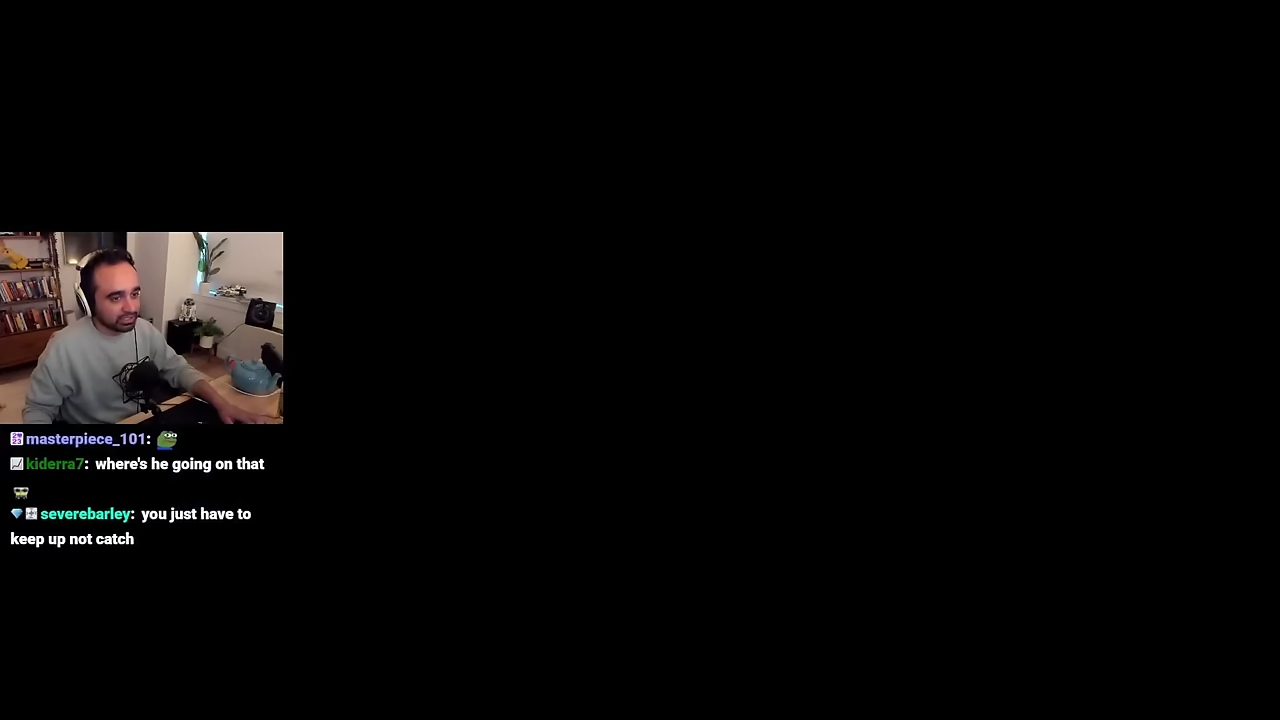 masterpiece_101:
kiderra7: where's he going on that
severebarley: you just have to
keep up not catch